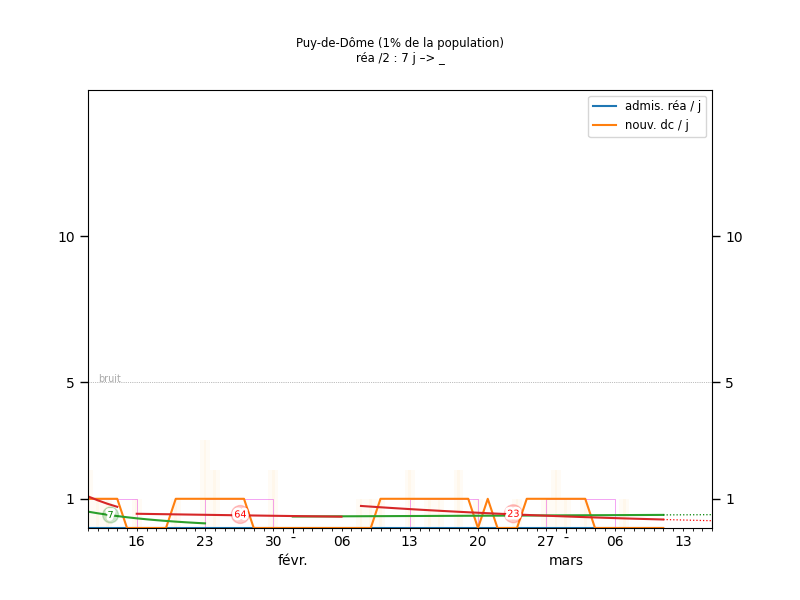 Puy-de-Dôme (1% de la population)
réa /2 : 7 j –> _
admis. réa / j
nouv. dc / j
10 10
bruit
5 5
1 1
7 64 23
16 23 30 - 06 13 20 27 - 06 13
févr. mars